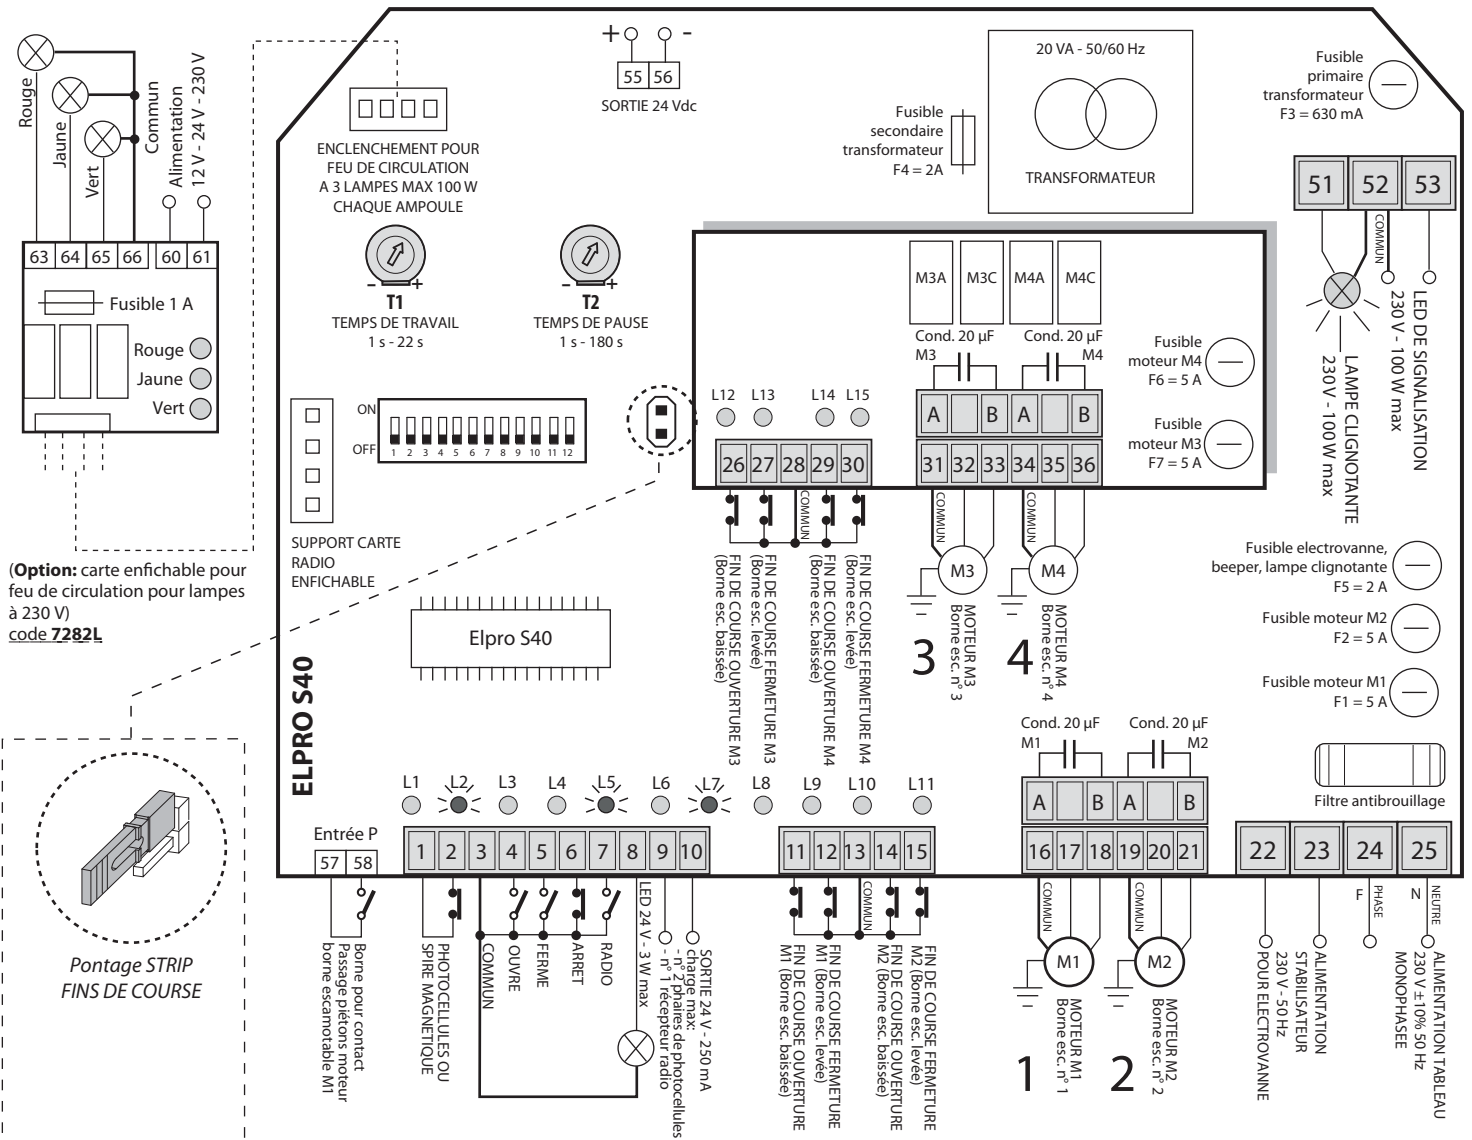 Rouge
Jaune
Vert
Commun
Alimentation
12 V - 24 V - 230 V
63 64 65 66 60 61
Fusible 1 A
Rouge
Jaune
Vert
(Option: carte enfichable pour
feu de circulation pour lampes
à 230 V)
code 7282L
Pontage STRIP
FINS DE COURSE
+ -
55 56
SORTIE 24 Vdc
ENCLENCHEMENT POUR
FEU DE CIRCULATION
A 3 LAMPES MAX 100 W
CHAQUE AMPOULE
- +
T1
TEMPS DE TRAVAIL
1 s - 22 s
- +
T2
TEMPS DE PAUSE
1 s - 180 s
ON
OFF
1 2 3 4 5 6 7 8 9 10 11 12
SUPPORT CARTE
RADIO
ENFICHABLE
Elpro S40
ELPRO S40
20 VA - 50/60 Hz
TRANSFORMATEUR
Fusible
secondaire
transformateur
F4 = 2A
Fusible
primaire
transformateur
F3 = 630 mA
51 52 53
COMMUN
LAMPE CLIGNOTANTE
230 V - 100 W max
230 V - 100 W max
LED DE SIGNALISATION
M3A M3C M4A M4C
Cond. 20 µF
M3
Cond. 20 µF
M4
A B A B
31 32 33 34 35 36
Fusible
moteur M4
F6 = 5 A
Fusible
moteur M3
F7 = 5 A
L12 L13 L14 L15
26 27 28 29 30
COMMUN
FIN DE COURSE OUVERTURE M3
(Borne esc. baissée)
FIN DE COURSE FERMETURE M3
(Borne esc. levée)
FIN DE COURSE OUVERTURE M4
(Borne esc. baissée)
FIN DE COURSE FERMETURE M4
(Borne esc. levée)
COMMUN
M3
3
MOTEUR M3
Borne esc. n° 3
COMMUN
M4
4
MOTEUR M4
Borne esc. n° 4
Fusible electrovanne,
beeper, lampe clignotante
F5 = 2 A
Fusible moteur M2
F2 = 5 A
Fusible moteur M1
F1 = 5 A
Filtre antibrouillage
L1 L2 L3 L4 L5 L6 L7 L8 L9 L10 L11
Entrée P
57 58
1 2 3 4 5 6 7 8 9 10
11 12 13 14 15
Cond. 20 µF
M1
Cond. 20 µF
M2
A B A B
16 17 18 19 20 21
22 23 24 25
Borne pour contact
Passage piétons moteur
borne escamotable M1
PHOTOCELLULES OU
SPIRE MAGNETIQUE
COMMUN
OUVRE
FERME
ARRET
RADIO
LED 24 V - 3 W max
SORTIE 24 V - 250 mA
charge max:
- n° 2 phaires de photocellules
- n° 1 récepteur radio
COMMUN
FIN DE COURSE OUVERTURE
M1 (Borne esc. baissée)
FIN DE COURSE FERMETURE
M1 (Borne esc. levée)
FIN DE COURSE OUVERTURE
M2 (Borne esc. baissée)
FIN DE COURSE FERMETURE
M2 (Borne esc. levée)
COMMUN
M1
1
MOTEUR M1
Borne esc. n° 1
COMMUN
M2
2
MOTEUR M2
Borne esc. n° 2
230 V - 50 Hz
POUR ELECTROVANNE
ALIMENTATION
STABILISATEUR
F
PHASE
N
NEUTRE
ALIMENTATION TABLEAU
230 V ±10% 50 Hz
MONOPHASEE